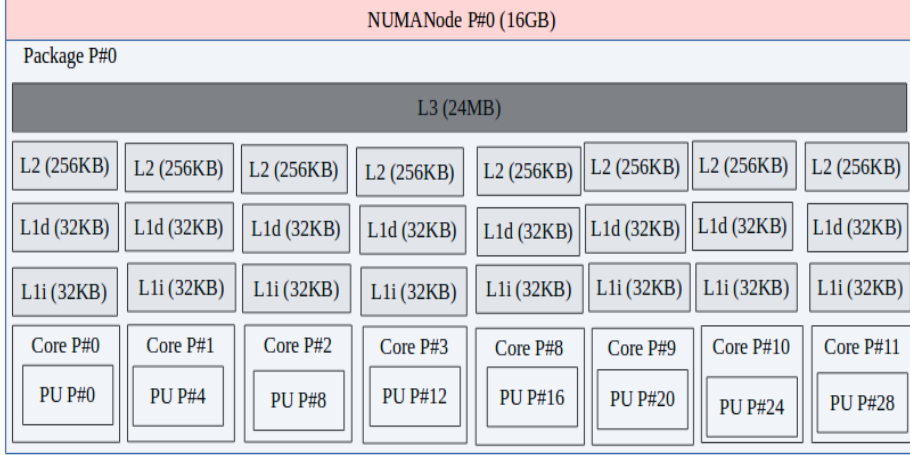 NUMANode P#0 (16GB)
Package P#0
L3 (24MB)
L2 (256KB) L2 (256KB) L2 (256KB) L2 (256KB) L2 (256KB) L2 (256KB) L2 (256KB) L2 (256KB)
L1d (32KB) L1d (32KB) L1d (32KB) L1d (32KB) L1d (32KB) L1d (32KB) L1d (32KB) L1d (32KB)
L1i (32KB) L1i (32KB) L1i (32KB) L1i (32KB) L1i (32KB) L1i (32KB) L1i (32KB) L1i (32KB)
Core P#0 Core P#1 Core P#2 Core P#3 Core P#8 Core P#9 Core P#10 Core P#11
PU P#0 PU P#4 PU P#8 PU P#12 PU P#16 PU P#20 PU P#24 PU P#28